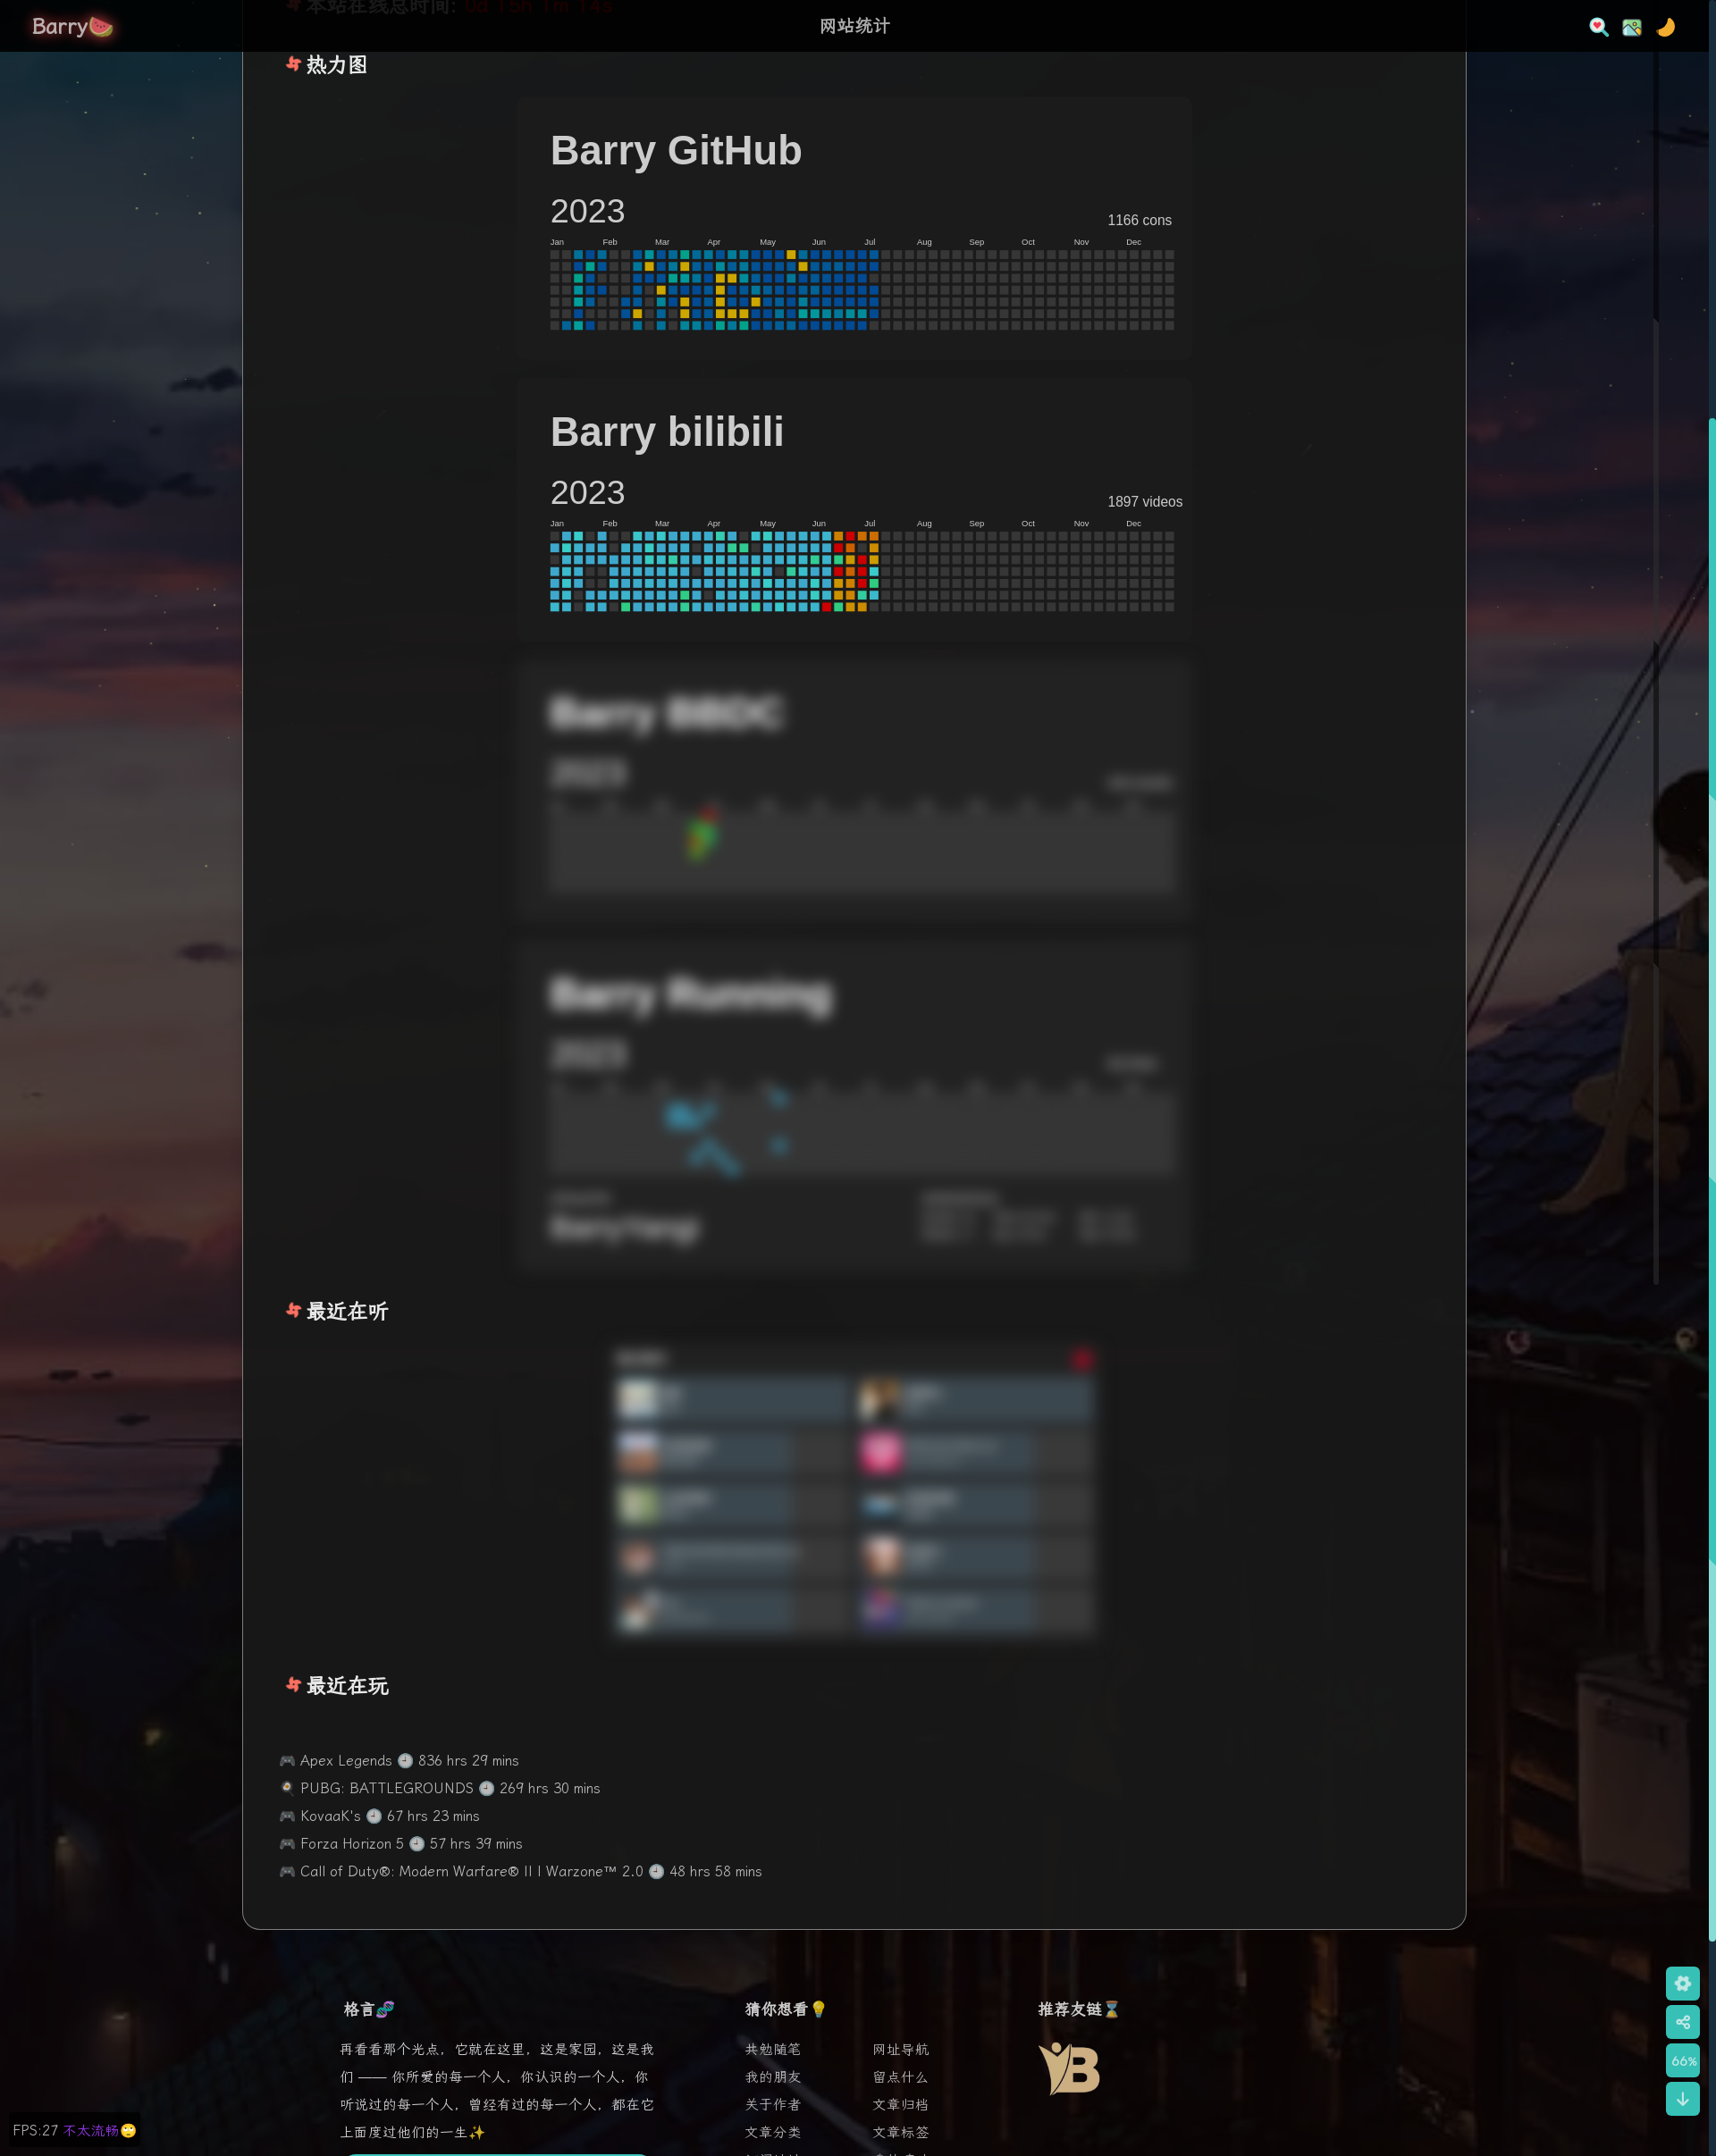 本站在线总时间: 0d 15h 1m 14s
Barry🍉
网站统计
热力图
Barry GitHub
2023
1166 cons
Jan Feb Mar Apr May Jun Jul Aug Sep Oct Nov Dec
Barry bilibili
2023
1897 videos
Jan Feb Mar Apr May Jun Jul Aug Sep Oct Nov Dec
Barry BBDC
2023
Barry Running
2023
最近在听
最近在玩
🎮 Apex Legends 🕘 836 hrs 29 mins
🍳 PUBG: BATTLEGROUNDS 🕘 269 hrs 30 mins
🎮 KovaaK's 🕘 67 hrs 23 mins
🎮 Forza Horizon 5 🕘 57 hrs 39 mins
🎮 Call of Duty®: Modern Warfare® II | Warzone™ 2.0 🕘 48 hrs 58 mins
格言🧬
再看看那个光点，它就在这里，这是家园，这是我
们 —— 你所爱的每一个人，你认识的一个人，你
听说过的每一个人，曾经有过的每一个人，都在它
上面度过他们的一生✨
猜你想看💡
共勉随笔
网址导航
我的朋友
留点什么
关于作者
文章归档
文章分类
文章标签
推荐友链⌛
B
66%
FPS:27 不太流畅🙄